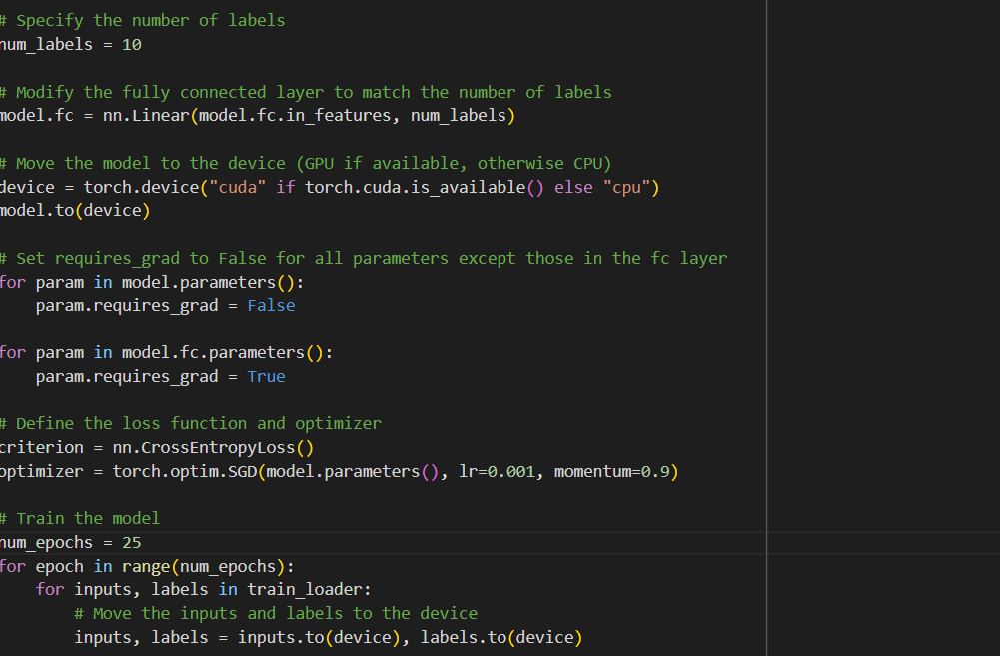 # Specify the number of labels
num_labels = 10
# Modify the fully connected layer to match the number of labels
model.fc = nn.Linear(model.fc.in_features, num_labels)
# Move the model to the device (GPU if available, otherwise CPU)
device = torch.device("cuda" if torch.cuda.is_available() else "cpu")
model.to(device)
# Set requires_grad to False for all parameters except those in the fc layer
for param in model.parameters():
    param.requires_grad = False
for param in model.fc.parameters():
    param.requires_grad = True
# Define the loss function and optimizer
criterion = nn.CrossEntropyLoss()
optimizer = torch.optim.SGD(model.parameters(), lr=0.001, momentum=0.9)
# Train the model
num_epochs = 25
for epoch in range(num_epochs):
    for inputs, labels in train_loader:
        # Move the inputs and labels to the device
        inputs, labels = inputs.to(device), labels.to(device)